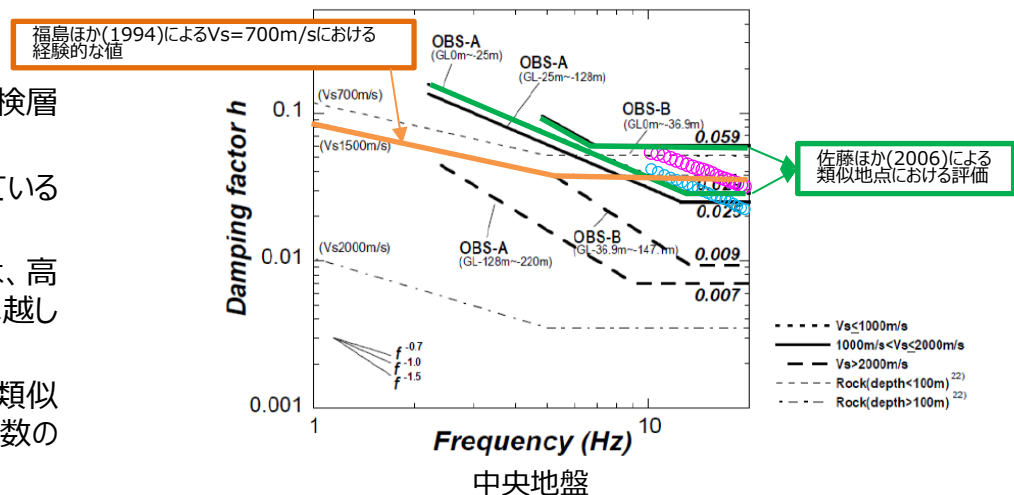 福島ほか(1994)によるVs=700m/sにおける
経験的な値
検層
ている
、高
越し
類似
数の
Damping factor h
0.1
0.01
0.001
1
10
Frequency (Hz)
(Vs700m/s)
(Vs1500m/s)
(Vs2000m/s)
OBS-A
(GL0m~-25m)
OBS-A
(GL-25m~-128m)
OBS-B
(GL0m~-36.9m)
OBS-A
(GL-128m~-220m)
OBS-B
(GL-36.9m~-147.1m)
0.059
0.025
0.009
0.007
f -0.7
f -1.0
f -1.5
佐藤ほか(2006)による
類似地点における評価
Vs≤1000m/s
1000m/s<Vs≤2000m/s
Vs>2000m/s
Rock(depth<100m) 22)
Rock(depth>100m) 22)
中央地盤